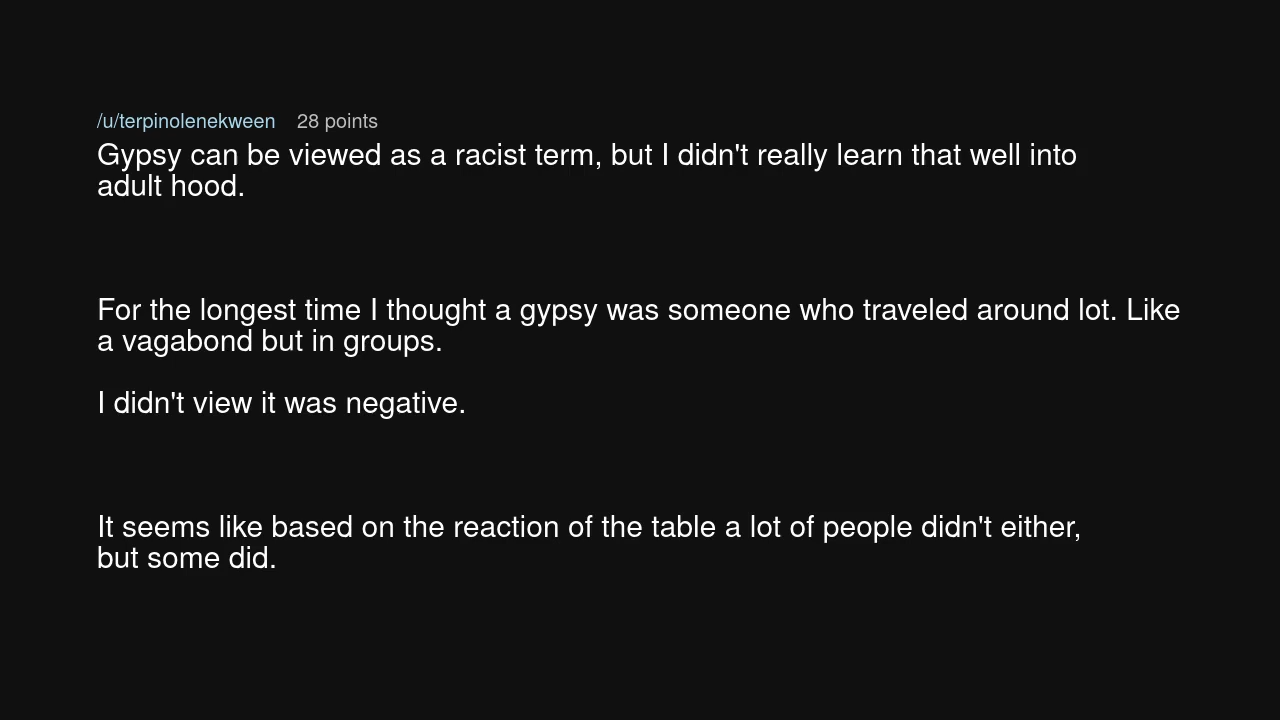 /u/terpinolenekween 28 points
Gypsy can be viewed as a racist term, but I didn't really learn that well into
adult hood.
For the longest time I thought a gypsy was someone who traveled around lot. Like
a vagabond but in groups.
I didn't view it was negative.
It seems like based on the reaction of the table a lot of people didn't either,
but some did.